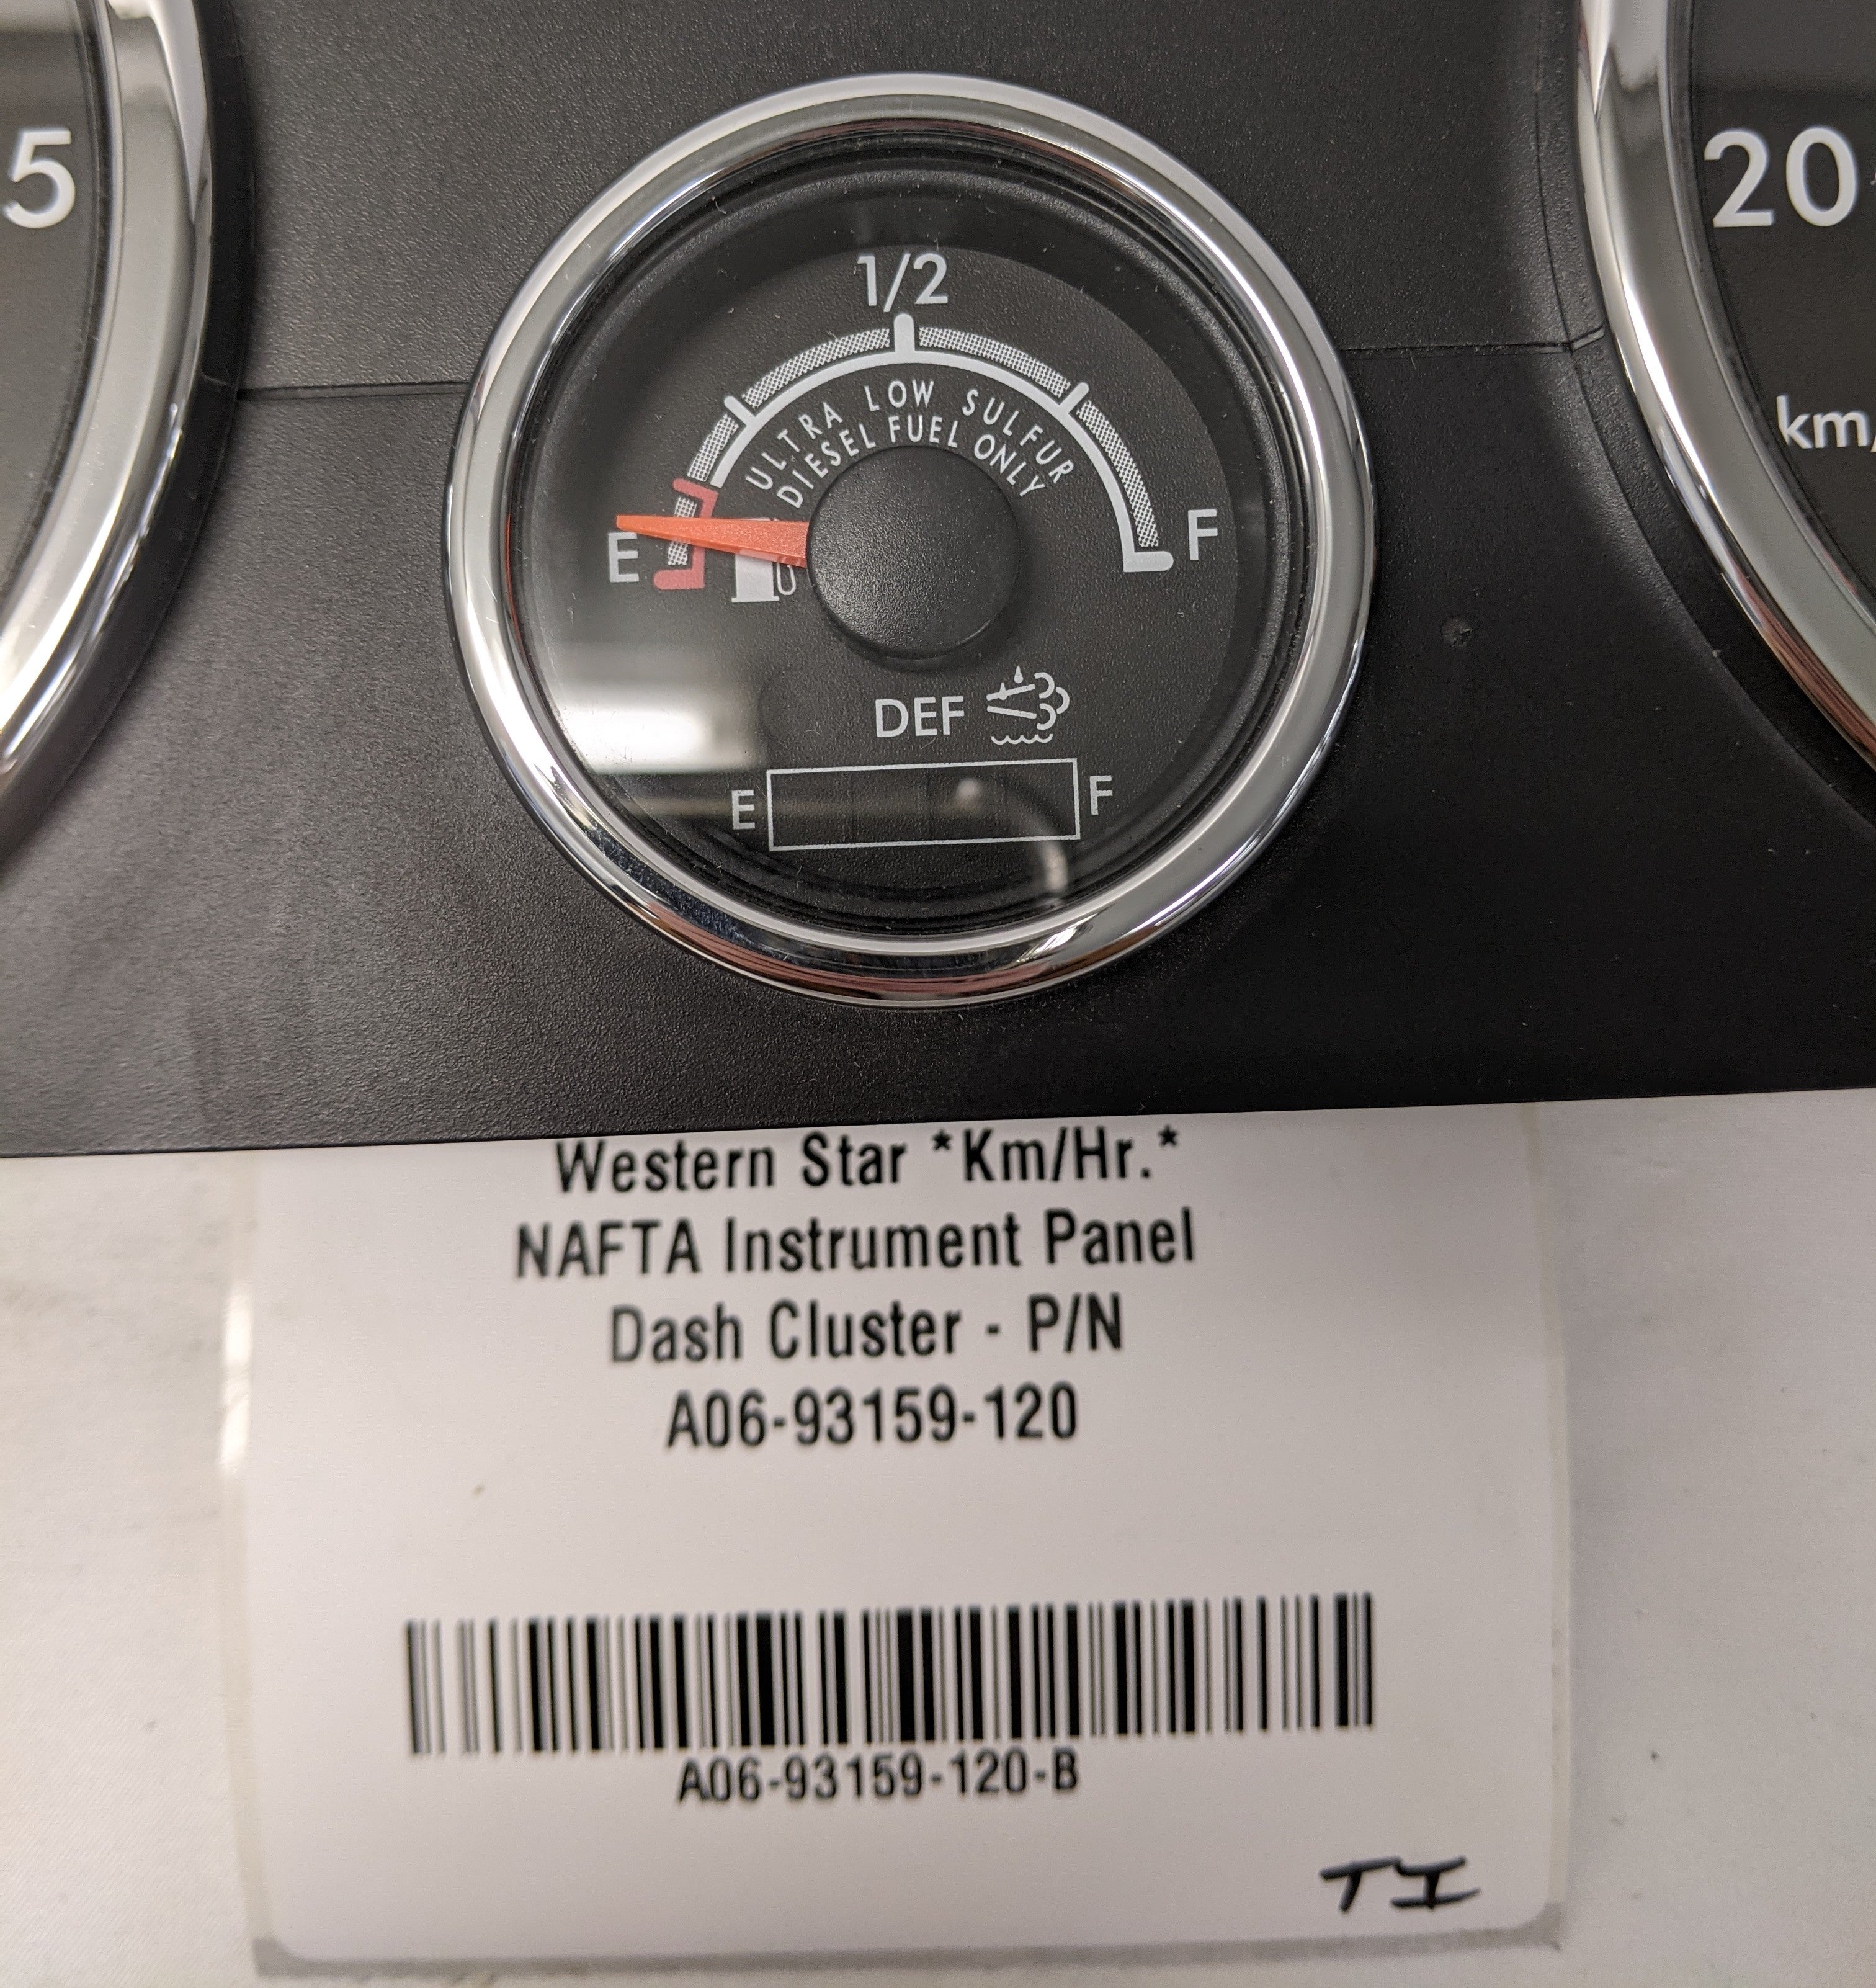 5
20
km/
1/2
ULTRA LOW SULFUR
DIESEL FUEL ONLY
E
F
DEF
E
F
Western Star *Km/Hr.*
NAFTA Instrument Panel
Dash Cluster - P/N
A06-93159-120
A06-93159-120-B
TI